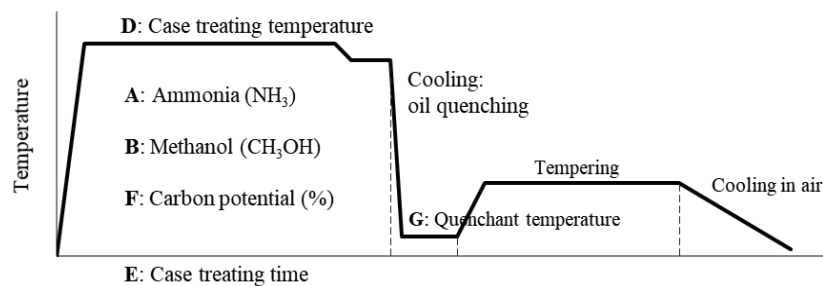 D: Case treating temperature
Cooling:
oil quenching
A: Ammonia (NH₃)
B: Methanol (CH₃OH)
F: Carbon potential (%)
Temperature
Tempering
Cooling in air
G: Quenchant temperature
E: Case treating time